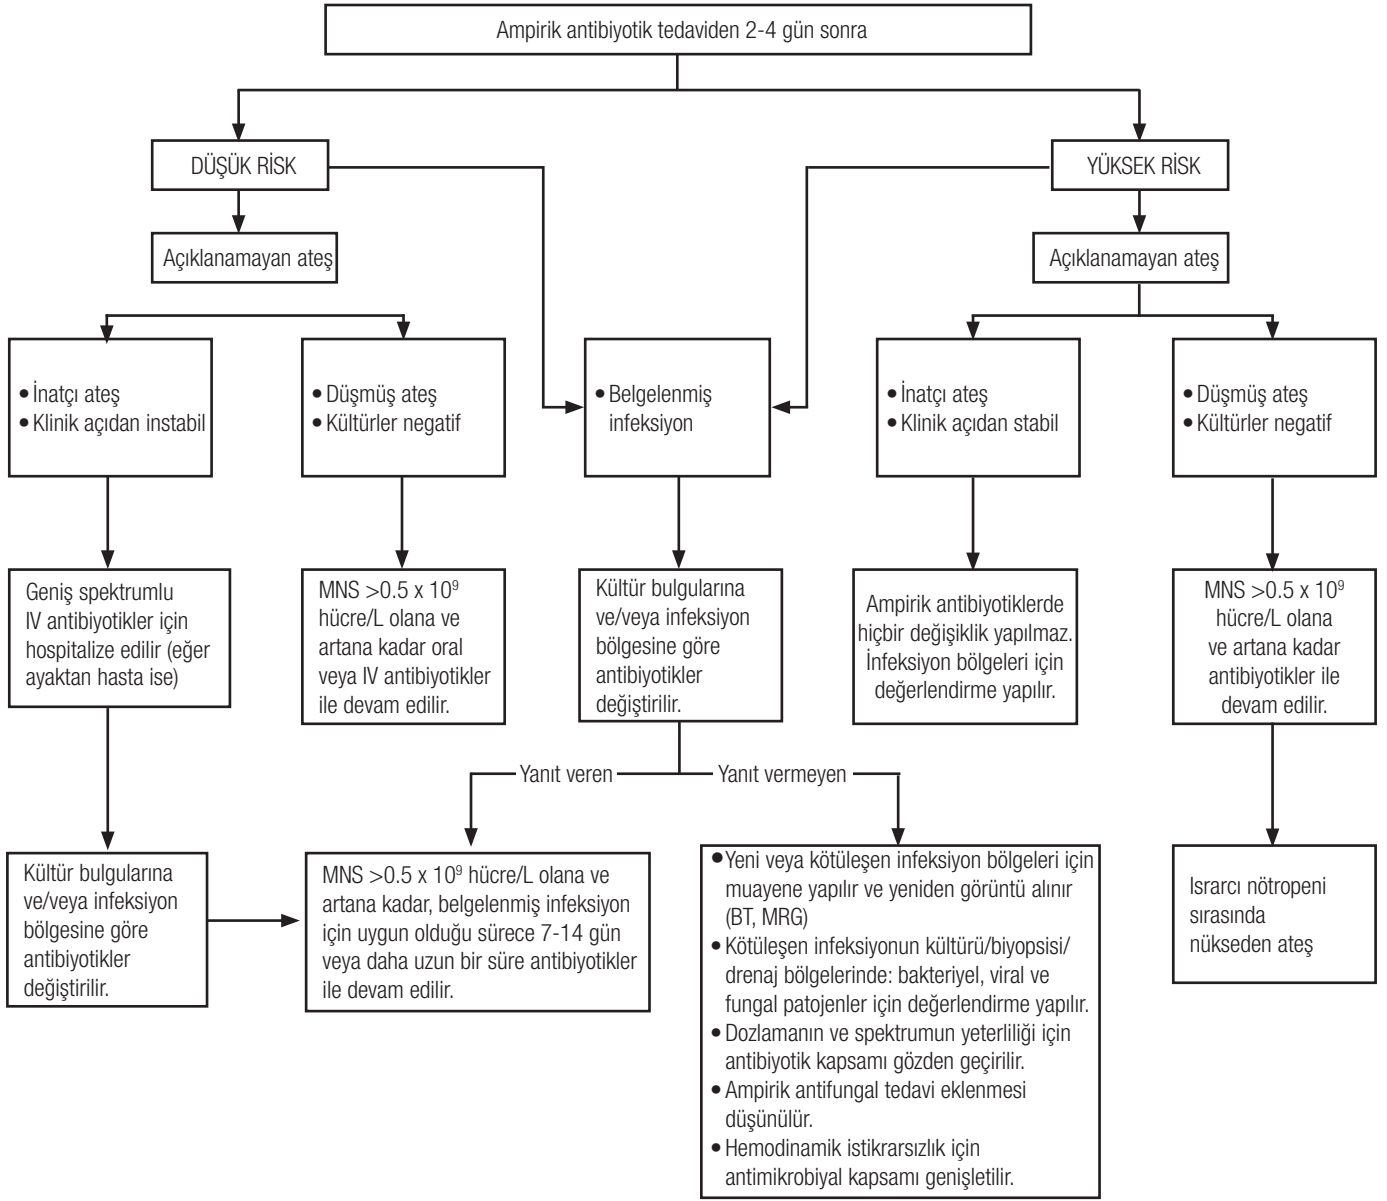 Ampirik antibiyotik tedaviden 2-4 gün sonra
DÜŞÜK RİSK
YÜKSEK RİSK
Açıklanamayan ateş
Açıklanamayan ateş
• İnatçı ateş
• Klinik açıdan instabil
• Düşmüş ateş
• Kültürler negatif
• Belgelenmiş
infeksiyon
• İnatçı ateş
• Klinik açıdan stabil
• Düşmüş ateş
• Kültürler negatif
Geniş spektrumlu
IV antibiyotikler için
hospitalize edilir (eğer
ayaktan hasta ise)
MNS >0.5 x 10⁹
hücre/L olana ve
artana kadar oral
veya IV antibiyotikler
ile devam edilir.
Kültür bulgularına
ve/veya infeksiyon
bölgesine göre
antibiyotikler
değiştirilir.
Ampirik antibiyotiklerde
hiçbir değişiklik yapılmaz.
İnfeksiyon bölgeleri için
değerlendirme yapılır.
MNS >0.5 x 10⁹
hücre/L olana
ve artana kadar
antibiyotikler ile
devam edilir.
Yanıt veren
Yanıt vermeyen
Kültür bulgularına
ve/veya infeksiyon
bölgesine göre
antibiyotikler
değiştirilir.
MNS >0.5 x 10⁹ hücre/L olana ve
artana kadar, belgelenmiş infeksiyon
için uygun olduğu sürece 7-14 gün
veya daha uzun bir süre antibiyotikler
ile devam edilir.
• Yeni veya kötüleşen infeksiyon bölgeleri için
muayene yapılır ve yeniden görüntü alınır
(BT, MRG)
• Kötüleşen infeksiyonun kültürü/biyopsisi/
drenaj bölgelerinde: bakteriyel, viral ve
fungal patojenler için değerlendirme yapılır.
• Dozlamanın ve spektrumun yeterliliği için
antibiyotik kapsamı gözden geçirilir.
• Ampirik antifungal tedavi eklenmesi
düşünülür.
• Hemodinamik istikrarsızlık için
antimikrobiyal kapsamı genişletilir.
Israrcı nötropeni
sırasında
nükseden ateş